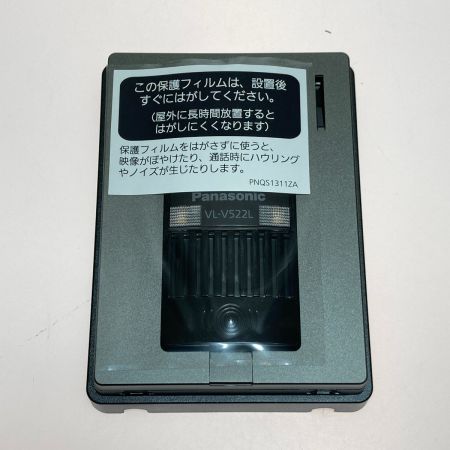 この保護フィルムは、設置後
すぐにはがしてください。
(屋外に長時間放置すると
はがしにくくなります)
保護フィルムをはがさずに使うと、
映像がぼやけたり、通話時にハウリング
やノイズが生じたりします。
PNQS1311ZA
Panasonic
VL-V522L